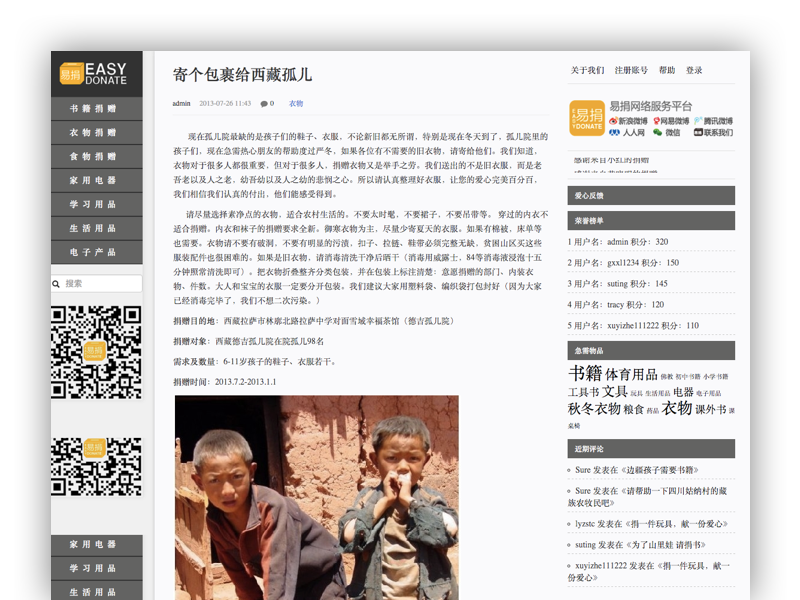 易捐
EASY
DONATE
书籍捐赠
衣物捐赠
食物捐赠
家用电器
学习用品
生活用品
电子产品
搜索
易捐
易捐
家用电器
学习用品
生活用品
寄个包裹给西藏孤儿
admin 2013-07-26 11:43 0 衣物
现在孤儿院最缺的是孩子们的鞋子、衣服，不论新旧都无所谓，特别是现在冬天到了，孤儿院里的
孩子们，现在急需热心朋友的帮助度过严冬，如果各位有不需要的旧衣物，请寄给他们。我们知道，
衣物对于很多人都很重要，但对于很多人，捐赠衣物又是举手之劳。我们送出的不是旧衣服，而是老
吾老以及人之老，幼吾幼以及人之幼的悲悯之心。所以请认真整理好衣服，让您的爱心完美百分百，
我们相信我们认真的付出，他们能感受得到。
请尽量选择素净点的衣物，适合农村生活的。不要太时髦，不要裙子，不要吊带等。 穿过的内衣不
适合捐赠。内衣和袜子的捐赠要求全新。御寒衣物为主，尽量少寄夏天的衣服。如果有棉被，床单等
也需要。衣物请不要有破洞，不要有明显的污渍，扣子、拉链、鞋带必须完整无缺，贫困山区买这些
服装配件也很困难的。如果是旧衣物，请消毒清洗干净后晒干（消毒用威露士，84等消毒液浸泡十五
分钟照常清洗即可）。把衣物折叠整齐分类包装，并在包装上标注清楚：意愿捐赠的部门、内装衣
物、件数。大人和宝宝的衣服一定要分开包装。我们建议大家用塑料袋、编织袋打包封好（因为大家
已经消毒完毕了，我们不想二次污染。）
捐赠目的地：西藏拉萨市林廓北路拉萨中学对面雪域幸福茶馆（德吉孤儿院）
捐赠对象：西藏德吉孤儿院在院孤儿98名
需求及数量：6-11岁孩子的鞋子、衣服若干。
捐赠时间：2013.7.2-2013.1.1
关于我们 注册账号 帮助 登录
易捐
EASY DONATE
易捐网络服务平台
新浪微博 网易微博 腾讯微博
人人网 微信 联系我们
感谢来自小红的捐赠
爱心反馈
荣誉榜单
1 用户名：admin 积分：320
2 用户名：gxxl1234 积分：150
3 用户名：suting 积分：145
4 用户名：tracy 积分：120
5 用户名：xuyizhe111222 积分：110
急需物品
书籍 体育用品 佛教 初中书籍 小学书籍
工具书 文具 玩具 生活用品 电器 电子用品
秋冬衣物 粮食 药品 衣物 课外书 课
桌椅
近期评论
Sure 发表在《边疆孩子需要书籍》
Sure 发表在《请帮助一下四川姑纳村的藏
族农牧民吧》
lyzstc 发表在《捐一件玩具，献一份爱心》
suting 发表在《为了山里娃 请捐书》
xuyizhe111222 发表在《捐一件玩具，献一
份爱心》